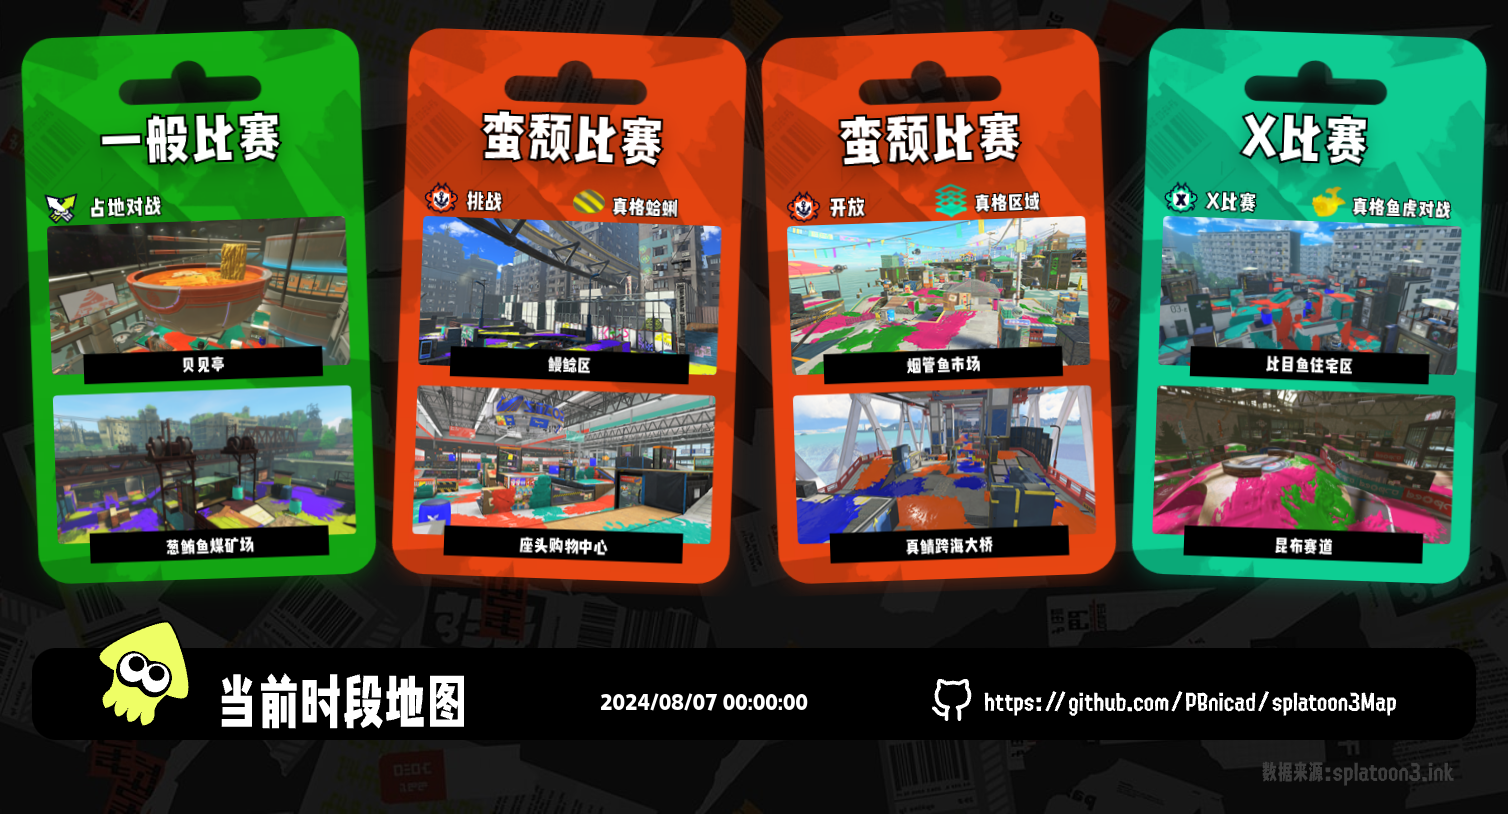 一般比赛
占地对战
贝贝亭
葱鲔鱼煤矿场
蛮颓比赛
挑战
真格蛤蜊
鳗鲶区
座头购物中心
蛮颓比赛
开放
真格区域
烟管鱼市场
真鲭跨海大桥
X比赛
X比赛
真格鱼虎对战
比目鱼住宅区
昆布赛道
当前时段地图
2024/08/07 00:00:00
https://github.com/PBnicad/splatoon3Map
数据来源:splatoon3.ink